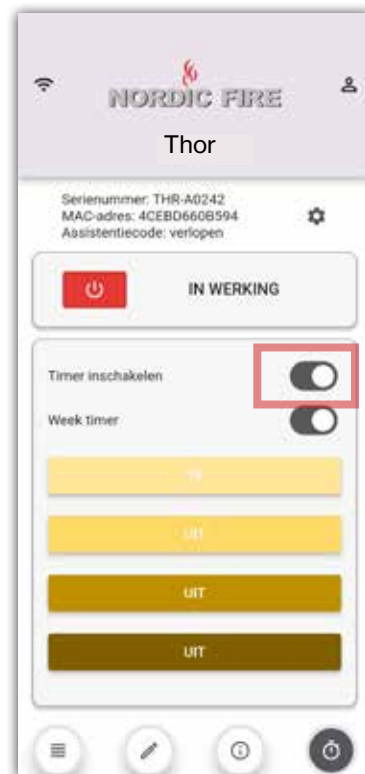 NORDIC FIRE
Thor
Serienummer: THR-A0242
MAC-adres: 4CEBD660B594
Assistentiecode: verlopen
IN WERKING
Timer inschakelen
Week timer
UIT
UIT
UIT